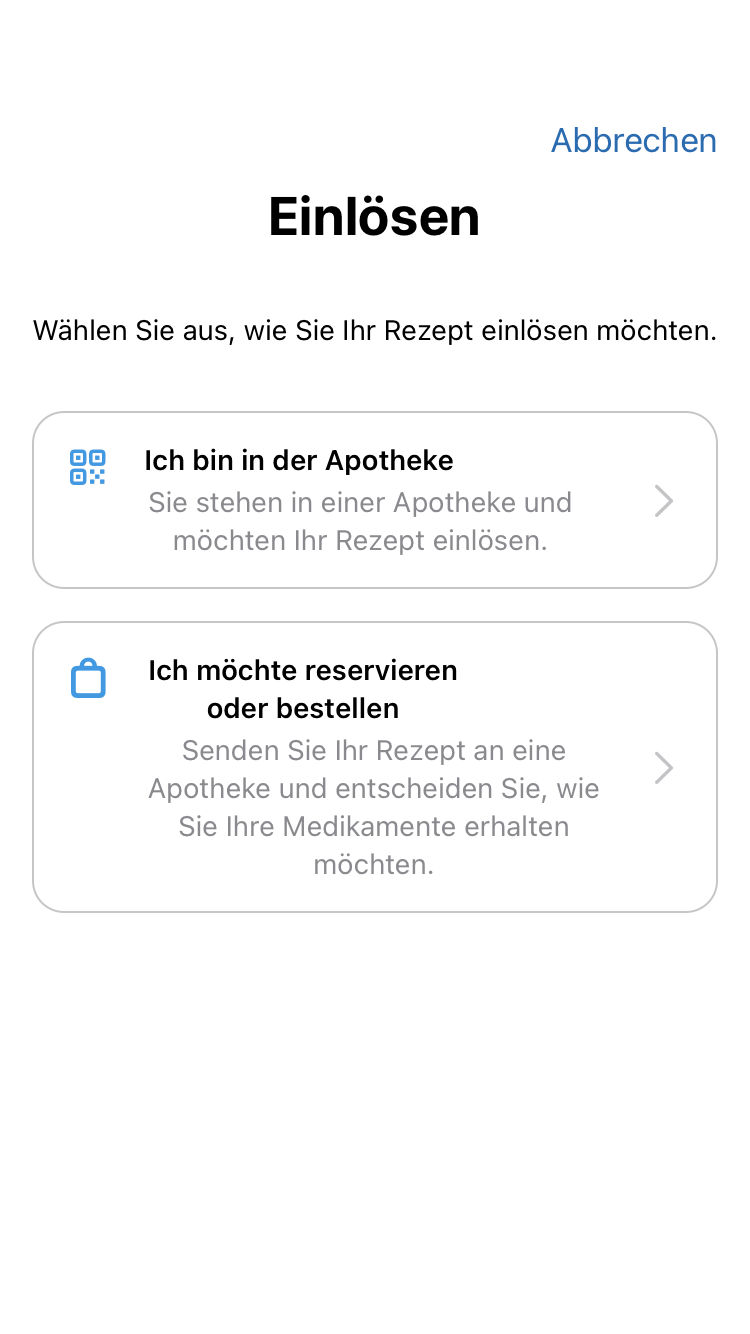 Abbrechen
Einlösen
Wählen Sie aus, wie Sie Ihr Rezept einlösen möchten.
Ich bin in der Apotheke
Sie stehen in einer Apotheke und
möchten Ihr Rezept einlösen.
Ich möchte reservieren
oder bestellen
Senden Sie Ihr Rezept an eine
Apotheke und entscheiden Sie, wie
Sie Ihre Medikamente erhalten
möchten.